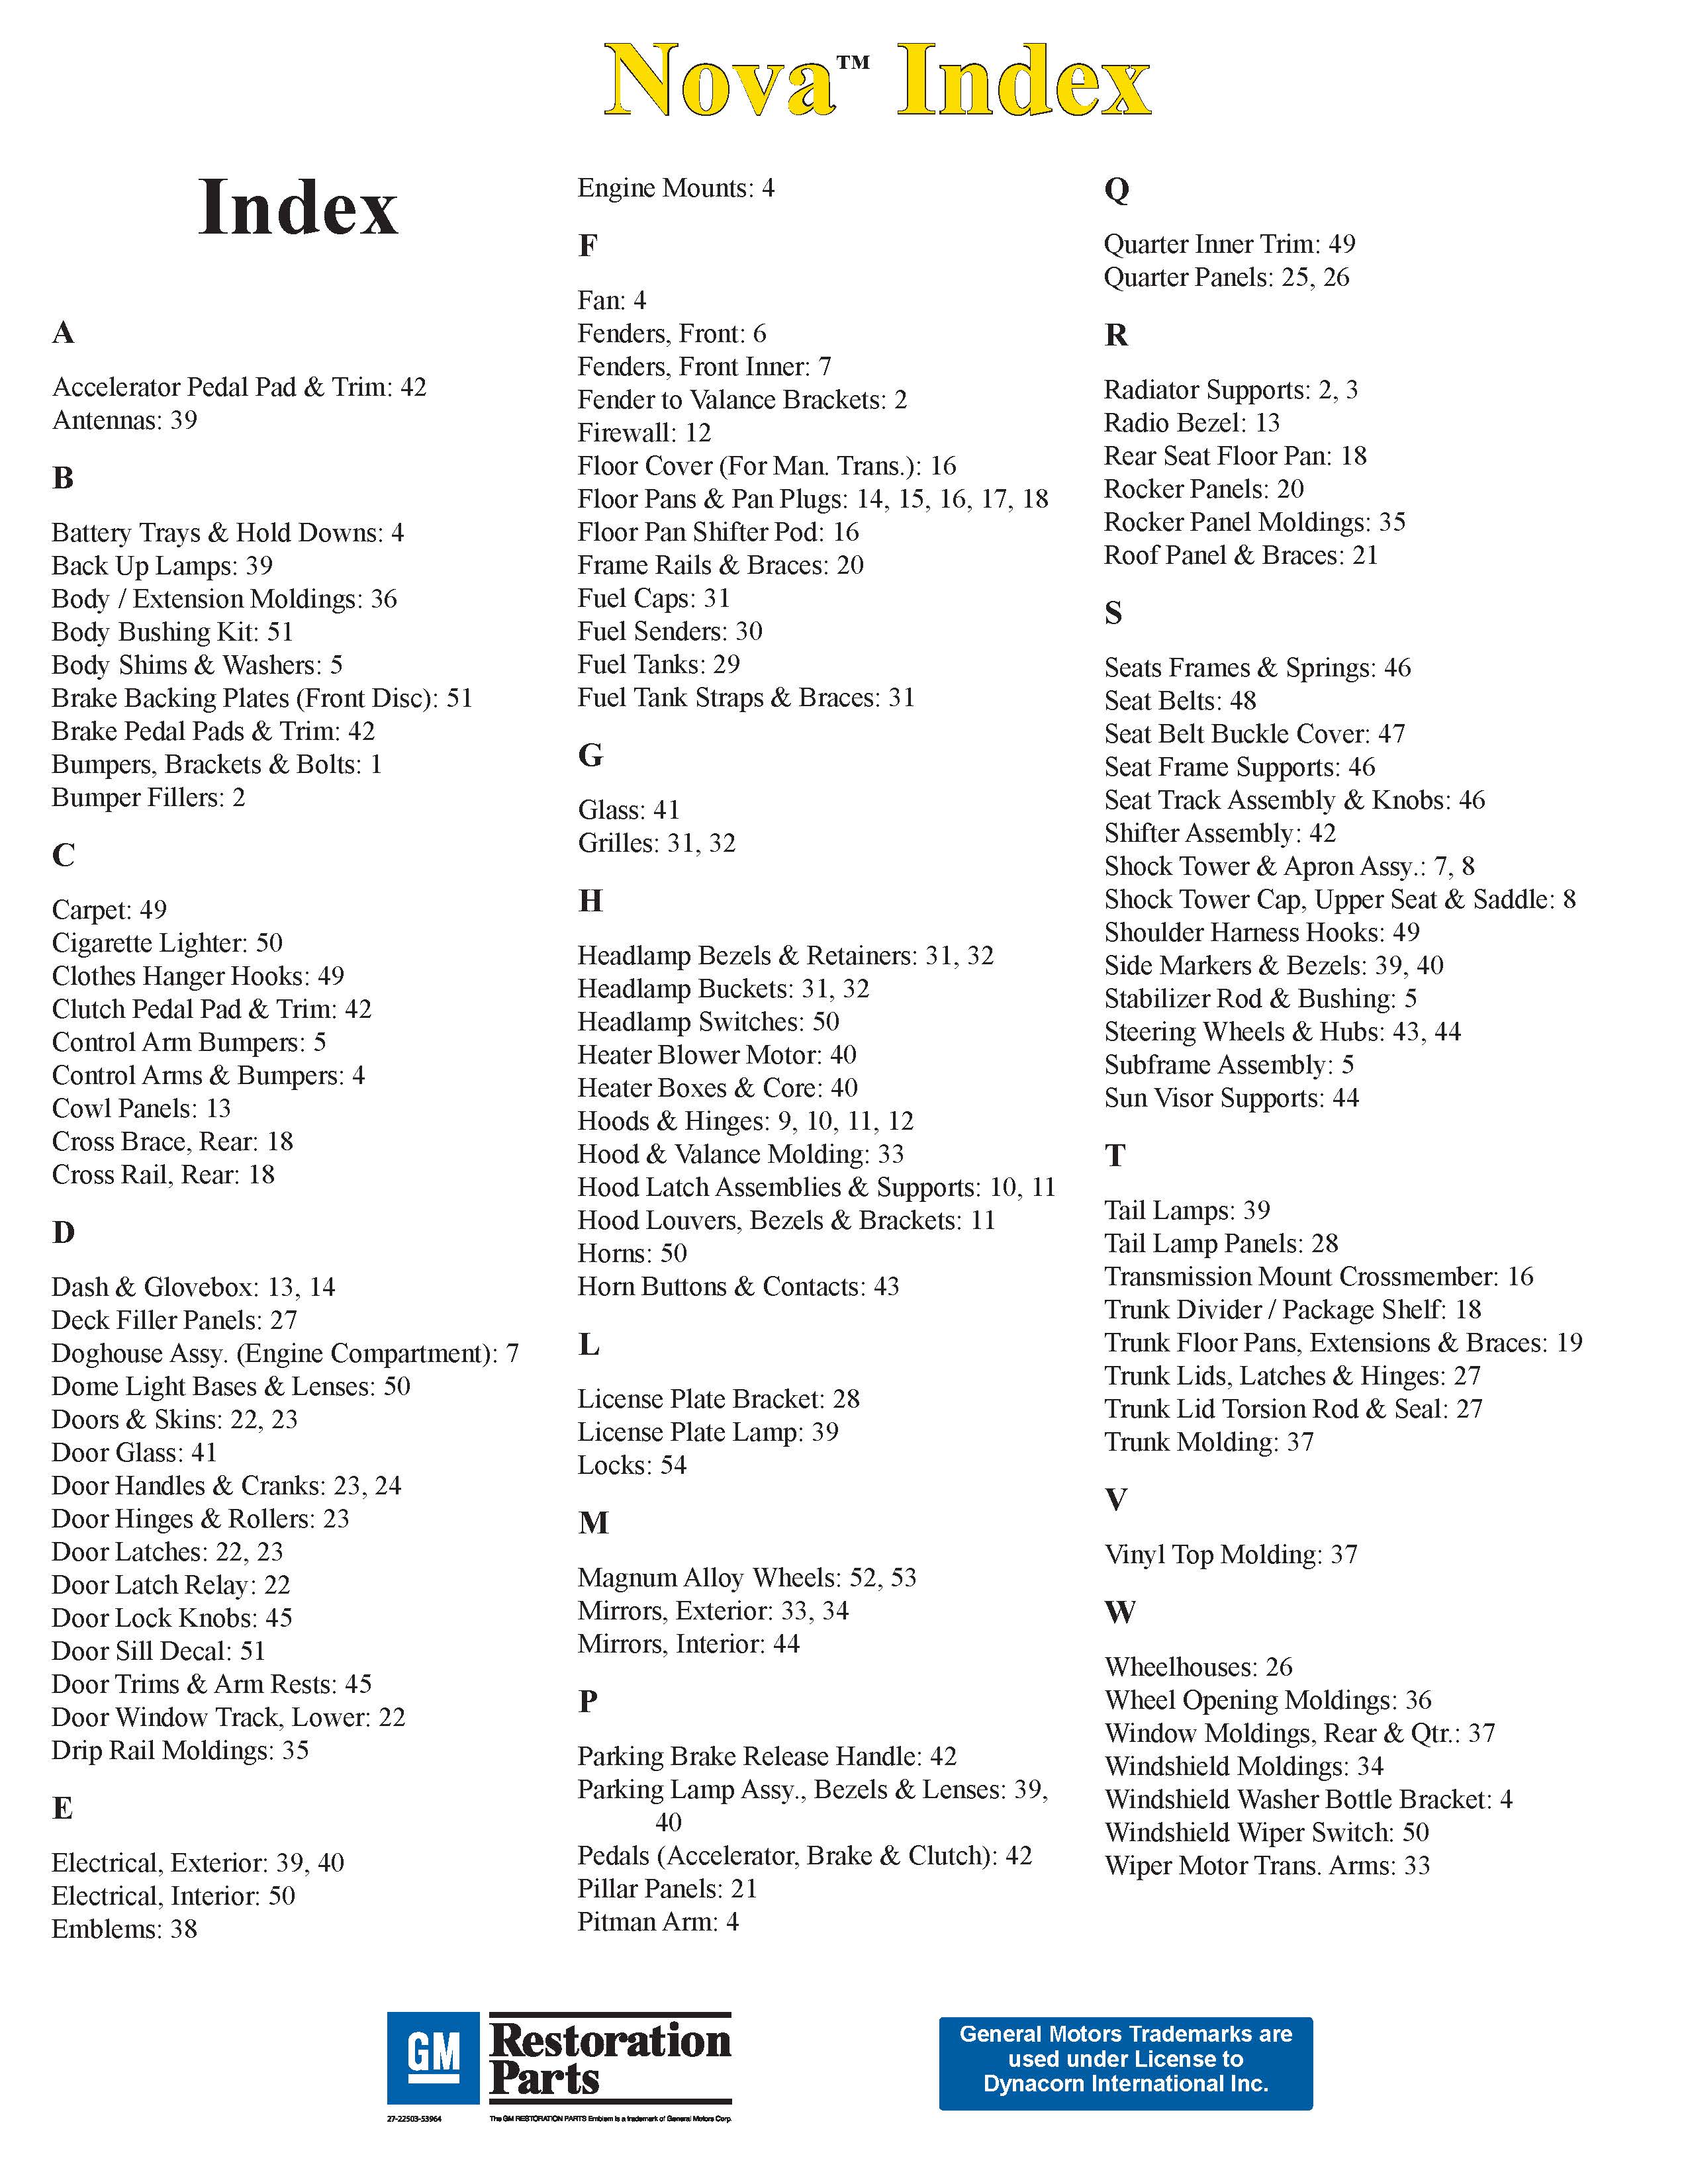 Nova™ Index
Index
A
Accelerator Pedal Pad & Trim: 42
Antennas: 39
B
Battery Trays & Hold Downs: 4
Back Up Lamps: 39
Body / Extension Moldings: 36
Body Bushing Kit: 51
Body Shims & Washers: 5
Brake Backing Plates (Front Disc): 51
Brake Pedal Pads & Trim: 42
Bumpers, Brackets & Bolts: 1
Bumper Fillers: 2
C
Carpet: 49
Cigarette Lighter: 50
Clothes Hanger Hooks: 49
Clutch Pedal Pad & Trim: 42
Control Arm Bumpers: 5
Control Arms & Bumpers: 4
Cowl Panels: 13
Cross Brace, Rear: 18
Cross Rail, Rear: 18
D
Dash & Glovebox: 13, 14
Deck Filler Panels: 27
Doghouse Assy. (Engine Compartment): 7
Dome Light Bases & Lenses: 50
Doors & Skins: 22, 23
Door Glass: 41
Door Handles & Cranks: 23, 24
Door Hinges & Rollers: 23
Door Latches: 22, 23
Door Latch Relay: 22
Door Lock Knobs: 45
Door Sill Decal: 51
Door Trims & Arm Rests: 45
Door Window Track, Lower: 22
Drip Rail Moldings: 35
E
Electrical, Exterior: 39, 40
Electrical, Interior: 50
Emblems: 38
Engine Mounts: 4
F
Fan: 4
Fenders, Front: 6
Fenders, Front Inner: 7
Fender to Valance Brackets: 2
Firewall: 12
Floor Cover (For Man. Trans.): 16
Floor Pans & Pan Plugs: 14, 15, 16, 17, 18
Floor Pan Shifter Pod: 16
Frame Rails & Braces: 20
Fuel Caps: 31
Fuel Senders: 30
Fuel Tanks: 29
Fuel Tank Straps & Braces: 31
G
Glass: 41
Grilles: 31, 32
H
Headlamp Bezels & Retainers: 31, 32
Headlamp Buckets: 31, 32
Headlamp Switches: 50
Heater Blower Motor: 40
Heater Boxes & Core: 40
Hoods & Hinges: 9, 10, 11, 12
Hood & Valance Molding: 33
Hood Latch Assemblies & Supports: 10, 11
Hood Louvers, Bezels & Brackets: 11
Horns: 50
Horn Buttons & Contacts: 43
L
License Plate Bracket: 28
License Plate Lamp: 39
Locks: 54
M
Magnum Alloy Wheels: 52, 53
Mirrors, Exterior: 33, 34
Mirrors, Interior: 44
P
Parking Brake Release Handle: 42
Parking Lamp Assy., Bezels & Lenses: 39,
40
Pedals (Accelerator, Brake & Clutch): 42
Pillar Panels: 21
Pitman Arm: 4
Q
Quarter Inner Trim: 49
Quarter Panels: 25, 26
R
Radiator Supports: 2, 3
Radio Bezel: 13
Rear Seat Floor Pan: 18
Rocker Panels: 20
Rocker Panel Moldings: 35
Roof Panel & Braces: 21
S
Seats Frames & Springs: 46
Seat Belts: 48
Seat Belt Buckle Cover: 47
Seat Frame Supports: 46
Seat Track Assembly & Knobs: 46
Shifter Assembly: 42
Shock Tower & Apron Assy.: 7, 8
Shock Tower Cap, Upper Seat & Saddle: 8
Shoulder Harness Hooks: 49
Side Markers & Bezels: 39, 40
Stabilizer Rod & Bushing: 5
Steering Wheels & Hubs: 43, 44
Subframe Assembly: 5
Sun Visor Supports: 44
T
Tail Lamps: 39
Tail Lamp Panels: 28
Transmission Mount Crossmember: 16
Trunk Divider / Package Shelf: 18
Trunk Floor Pans, Extensions & Braces: 19
Trunk Lids, Latches & Hinges: 27
Trunk Lid Torsion Rod & Seal: 27
Trunk Molding: 37
V
Vinyl Top Molding: 37
W
Wheelhouses: 26
Wheel Opening Moldings: 36
Window Moldings, Rear & Qtr.: 37
Windshield Moldings: 34
Windshield Washer Bottle Bracket: 4
Windshield Wiper Switch: 50
Wiper Motor Trans. Arms: 33
GM
Restoration
Parts
27-22503-53964
The GM RESTORATION PARTS Emblem is a trademark of General Motors Corp.
General Motors Trademarks are
used under License to
Dynacorn International Inc.